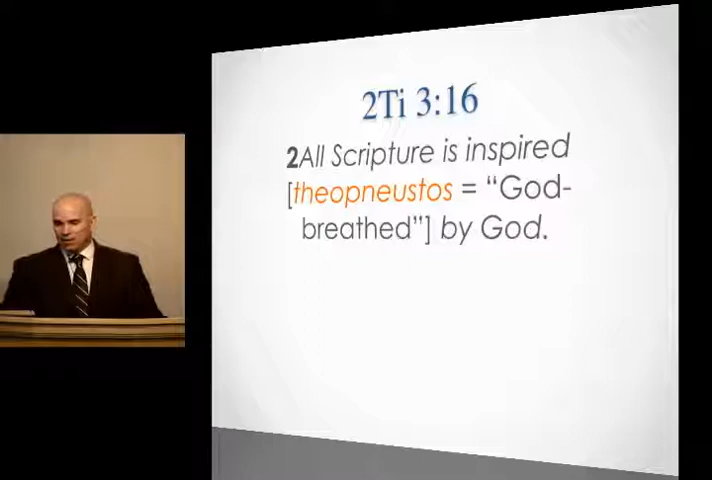 2Ti 3:16
2All Scripture is inspired
[theopneustos = “God-
breathed”] by God.